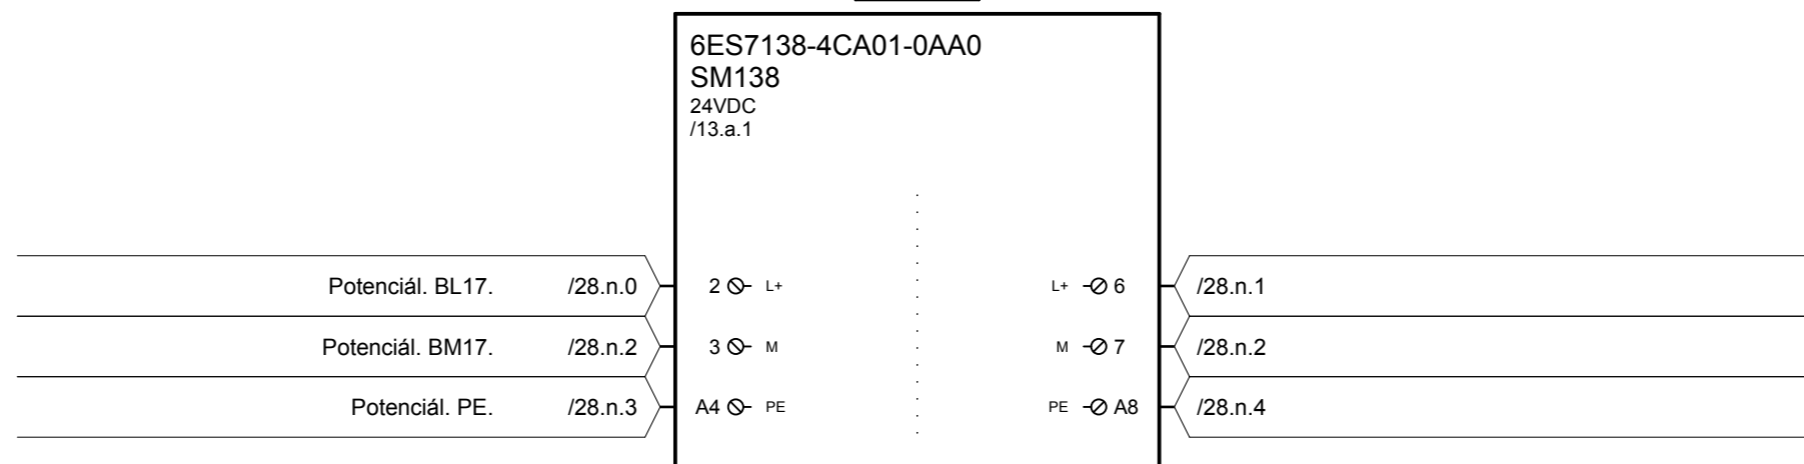 6ES7138-4CA01-0AA0
SM138
24VDC
/13.a.1
Potenciál. BL17. /28.n.0 2 L+ L+ 6 /28.n.1
Potenciál. BM17. /28.n.2 3 M M 7 /28.n.2
Potenciál. PE. /28.n.3 A4 PE PE A8 /28.n.4